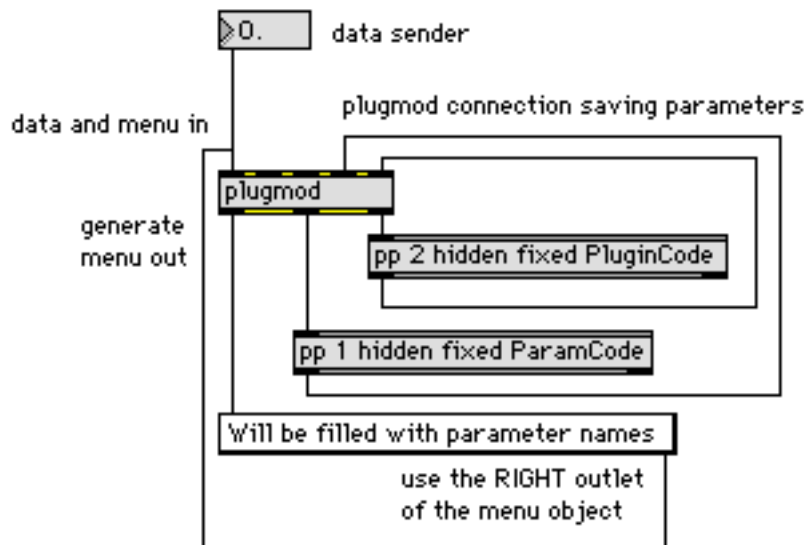 0.
data sender
plugmod connection saving parameters
data and menu in
plugmod
generate
menu out
pp 2 hidden fixed PluginCode
pp 1 hidden fixed ParamCode
Will be filled with parameter names
use the RIGHT outlet
of the menu object